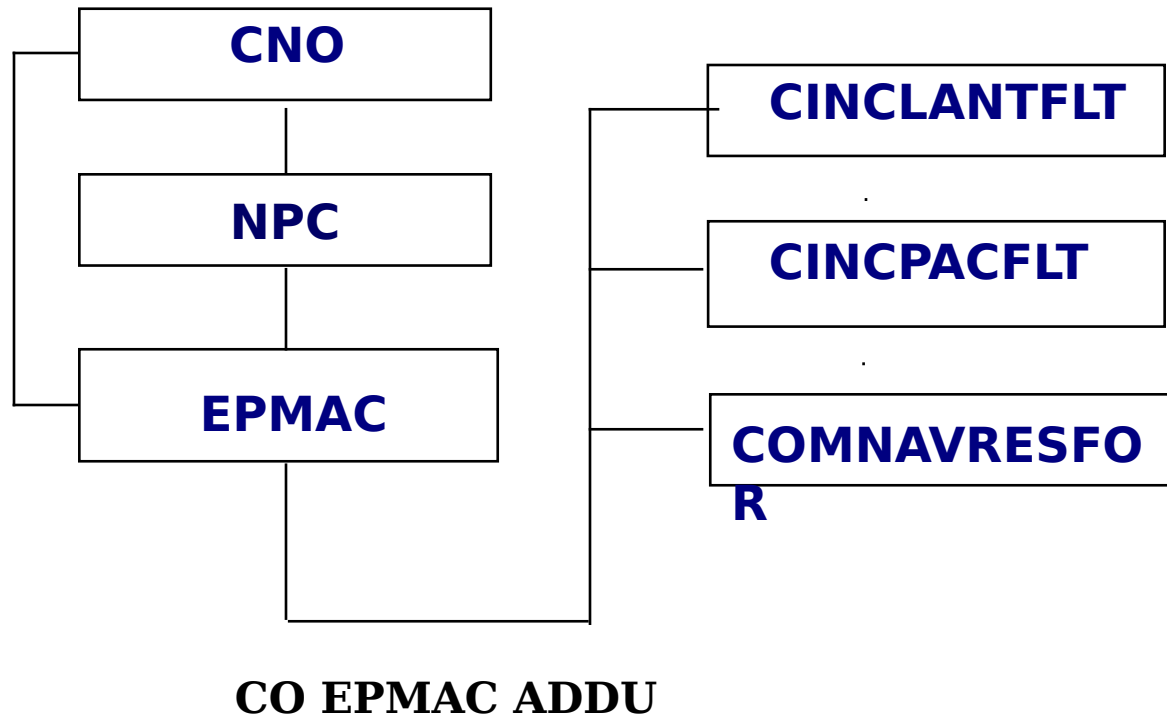 CNO
NPC
EPMAC
CINCLANTFLT
.
CINCPACFLT
.
COMNAVRESFO
R
CO EPMAC ADDU